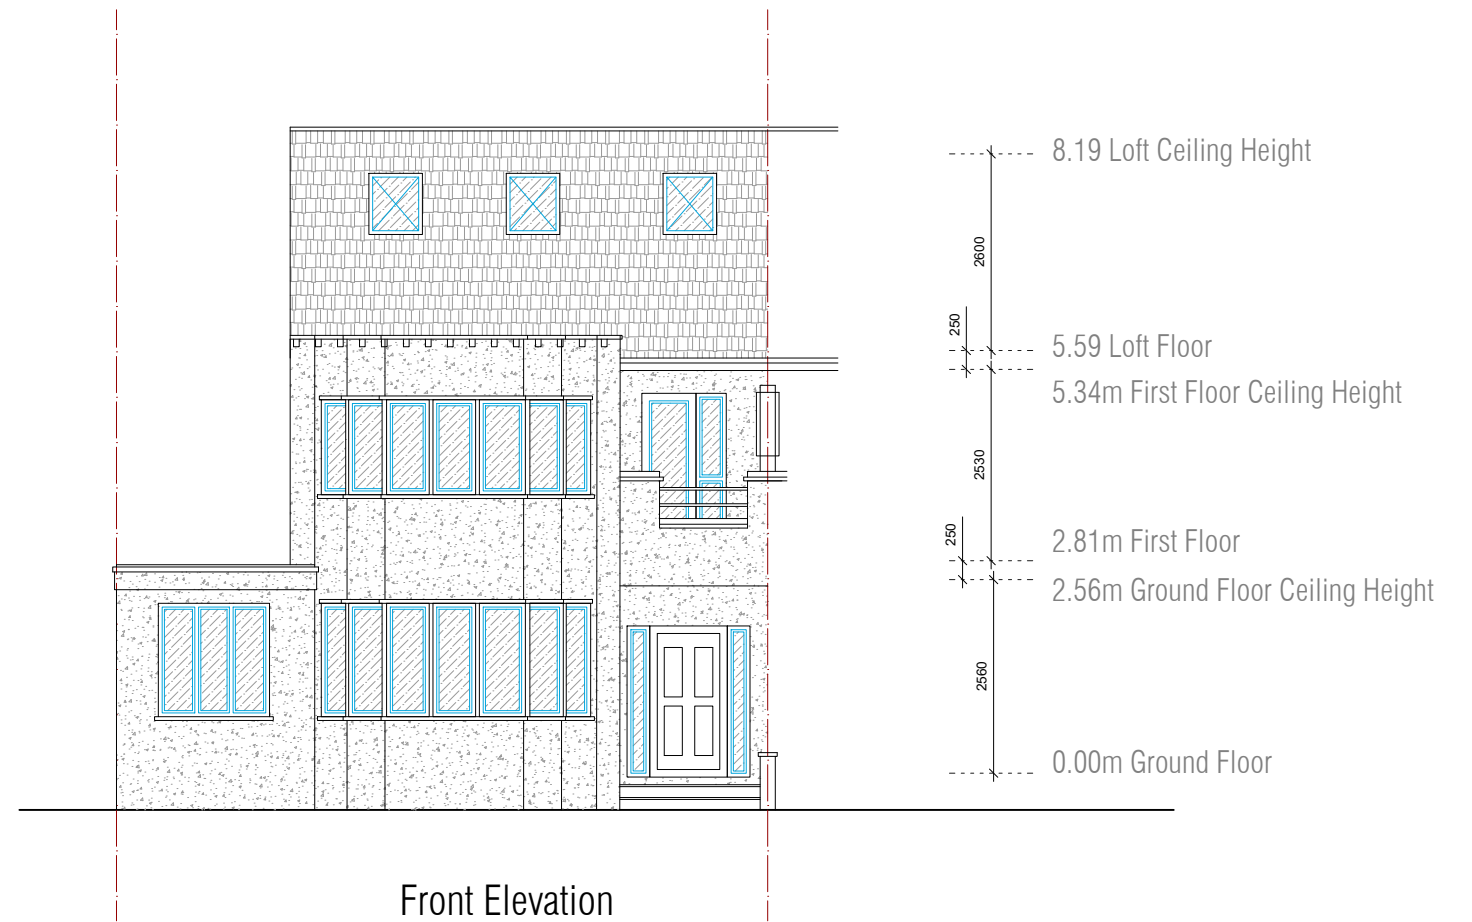 8.19 Loft Ceiling Height
2600
250
5.59 Loft Floor
5.34m First Floor Ceiling Height
2530
250
2.81m First Floor
2.56m Ground Floor Ceiling Height
2560
0.00m Ground Floor
Front Elevation